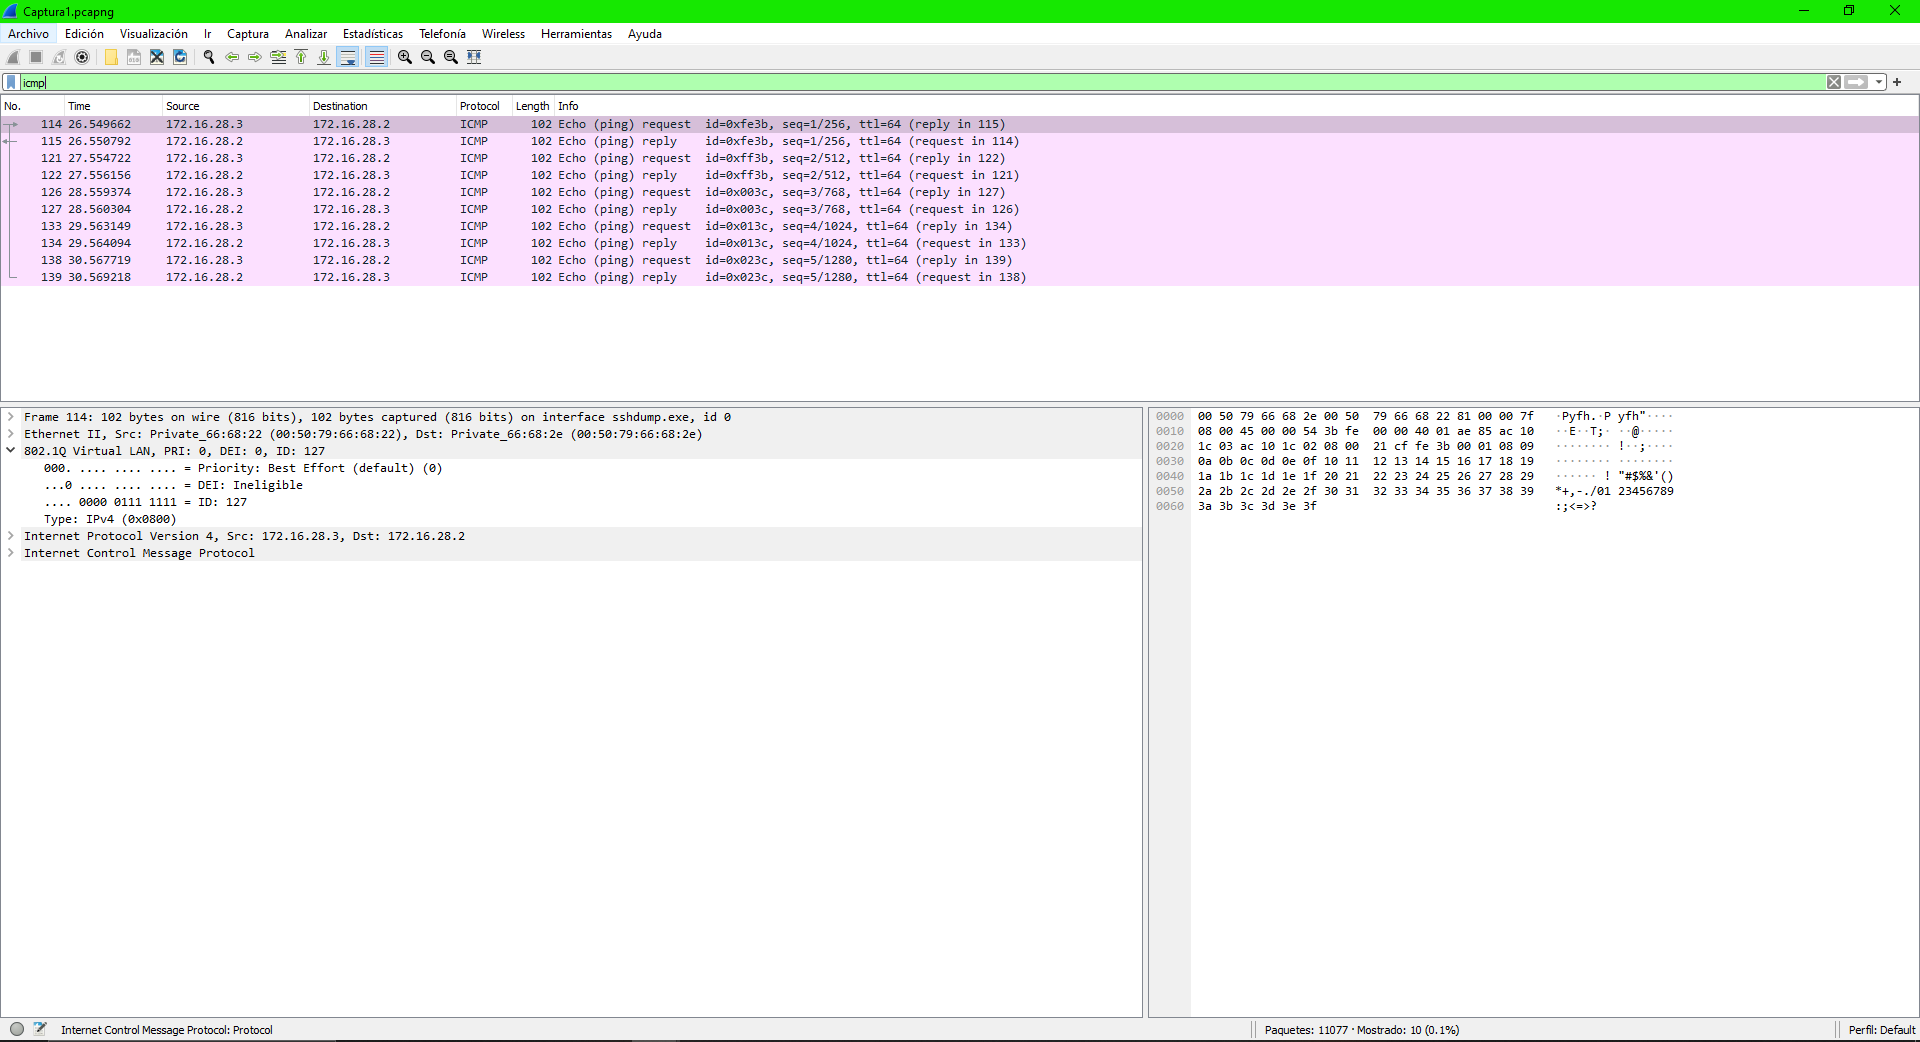 Captura1.pcapng
Archivo Edición Visualización Ir Captura Analizar Estadísticas Telefonía Wireless Herramientas Ayuda
icmp
No. Time Source Destination Protocol Length Info
114 26.549662 172.16.28.3 172.16.28.2 ICMP 102 Echo (ping) request id=0xfe3b, seq=1/256, ttl=64 (reply in 115)
115 26.550792 172.16.28.2 172.16.28.3 ICMP 102 Echo (ping) reply id=0xfe3b, seq=1/256, ttl=64 (request in 114)
121 27.554722 172.16.28.3 172.16.28.2 ICMP 102 Echo (ping) request id=0xff3b, seq=2/512, ttl=64 (reply in 122)
122 27.556156 172.16.28.2 172.16.28.3 ICMP 102 Echo (ping) reply id=0xff3b, seq=2/512, ttl=64 (request in 121)
126 28.559374 172.16.28.3 172.16.28.2 ICMP 102 Echo (ping) request id=0x003c, seq=3/768, ttl=64 (reply in 127)
127 28.560304 172.16.28.2 172.16.28.3 ICMP 102 Echo (ping) reply id=0x003c, seq=3/768, ttl=64 (request in 126)
133 29.563149 172.16.28.3 172.16.28.2 ICMP 102 Echo (ping) request id=0x013c, seq=4/1024, ttl=64 (reply in 134)
134 29.564094 172.16.28.2 172.16.28.3 ICMP 102 Echo (ping) reply id=0x013c, seq=4/1024, ttl=64 (request in 133)
138 30.567719 172.16.28.3 172.16.28.2 ICMP 102 Echo (ping) request id=0x023c, seq=5/1280, ttl=64 (reply in 139)
139 30.569218 172.16.28.2 172.16.28.3 ICMP 102 Echo (ping) reply id=0x023c, seq=5/1280, ttl=64 (request in 138)
Frame 114: 102 bytes on wire (816 bits), 102 bytes captured (816 bits) on interface sshdump.exe, id 0
Ethernet II, Src: Private_66:68:22 (00:50:79:66:68:22), Dst: Private_66:68:2e (00:50:79:66:68:2e)
802.1Q Virtual LAN, PRI: 0, DEI: 0, ID: 127
000. .... .... .... = Priority: Best Effort (default) (0)
...0 .... .... .... = DEI: Ineligible
.... 0000 0111 1111 = ID: 127
Type: IPv4 (0x0800)
Internet Protocol Version 4, Src: 172.16.28.3, Dst: 172.16.28.2
Internet Control Message Protocol
0000 00 50 79 66 68 2e 00 50 79 66 68 22 81 00 00 7f ·Pyfh.·P yfh"····
0010 08 00 45 00 00 54 3b fe 00 00 40 01 ae 85 ac 10 ··E··T;· ··@·····
0020 1c 03 ac 10 1c 02 08 00 21 cf fe 3b 00 01 08 09 ········ !··;····
0030 0a 0b 0c 0d 0e 0f 10 11 12 13 14 15 16 17 18 19 ········ ········
0040 1a 1b 1c 1d 1e 1f 20 21 22 23 24 25 26 27 28 29 ······ ! "#$%&'()
0050 2a 2b 2c 2d 2e 2f 30 31 32 33 34 35 36 37 38 39 *+,-./01 23456789
0060 3a 3b 3c 3d 3e 3f :;<=>?
Internet Control Message Protocol: Protocol
Paquetes: 11077 · Mostrado: 10 (0.1%)
Perfil: Default